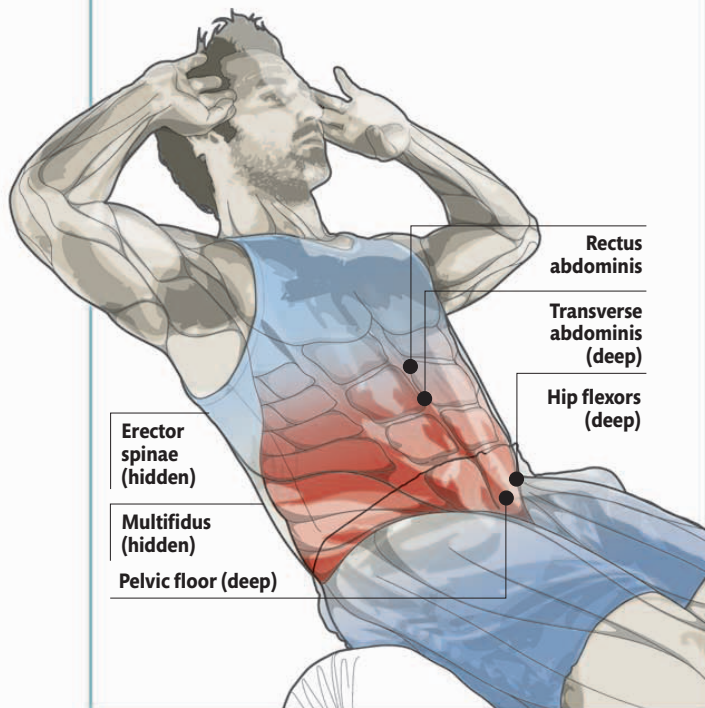 Rectus
abdominis
Transverse
abdominis
(deep)
Hip flexors
(deep)
Erector
spinae
(hidden)
Multifidus
(hidden)
Pelvic floor (deep)